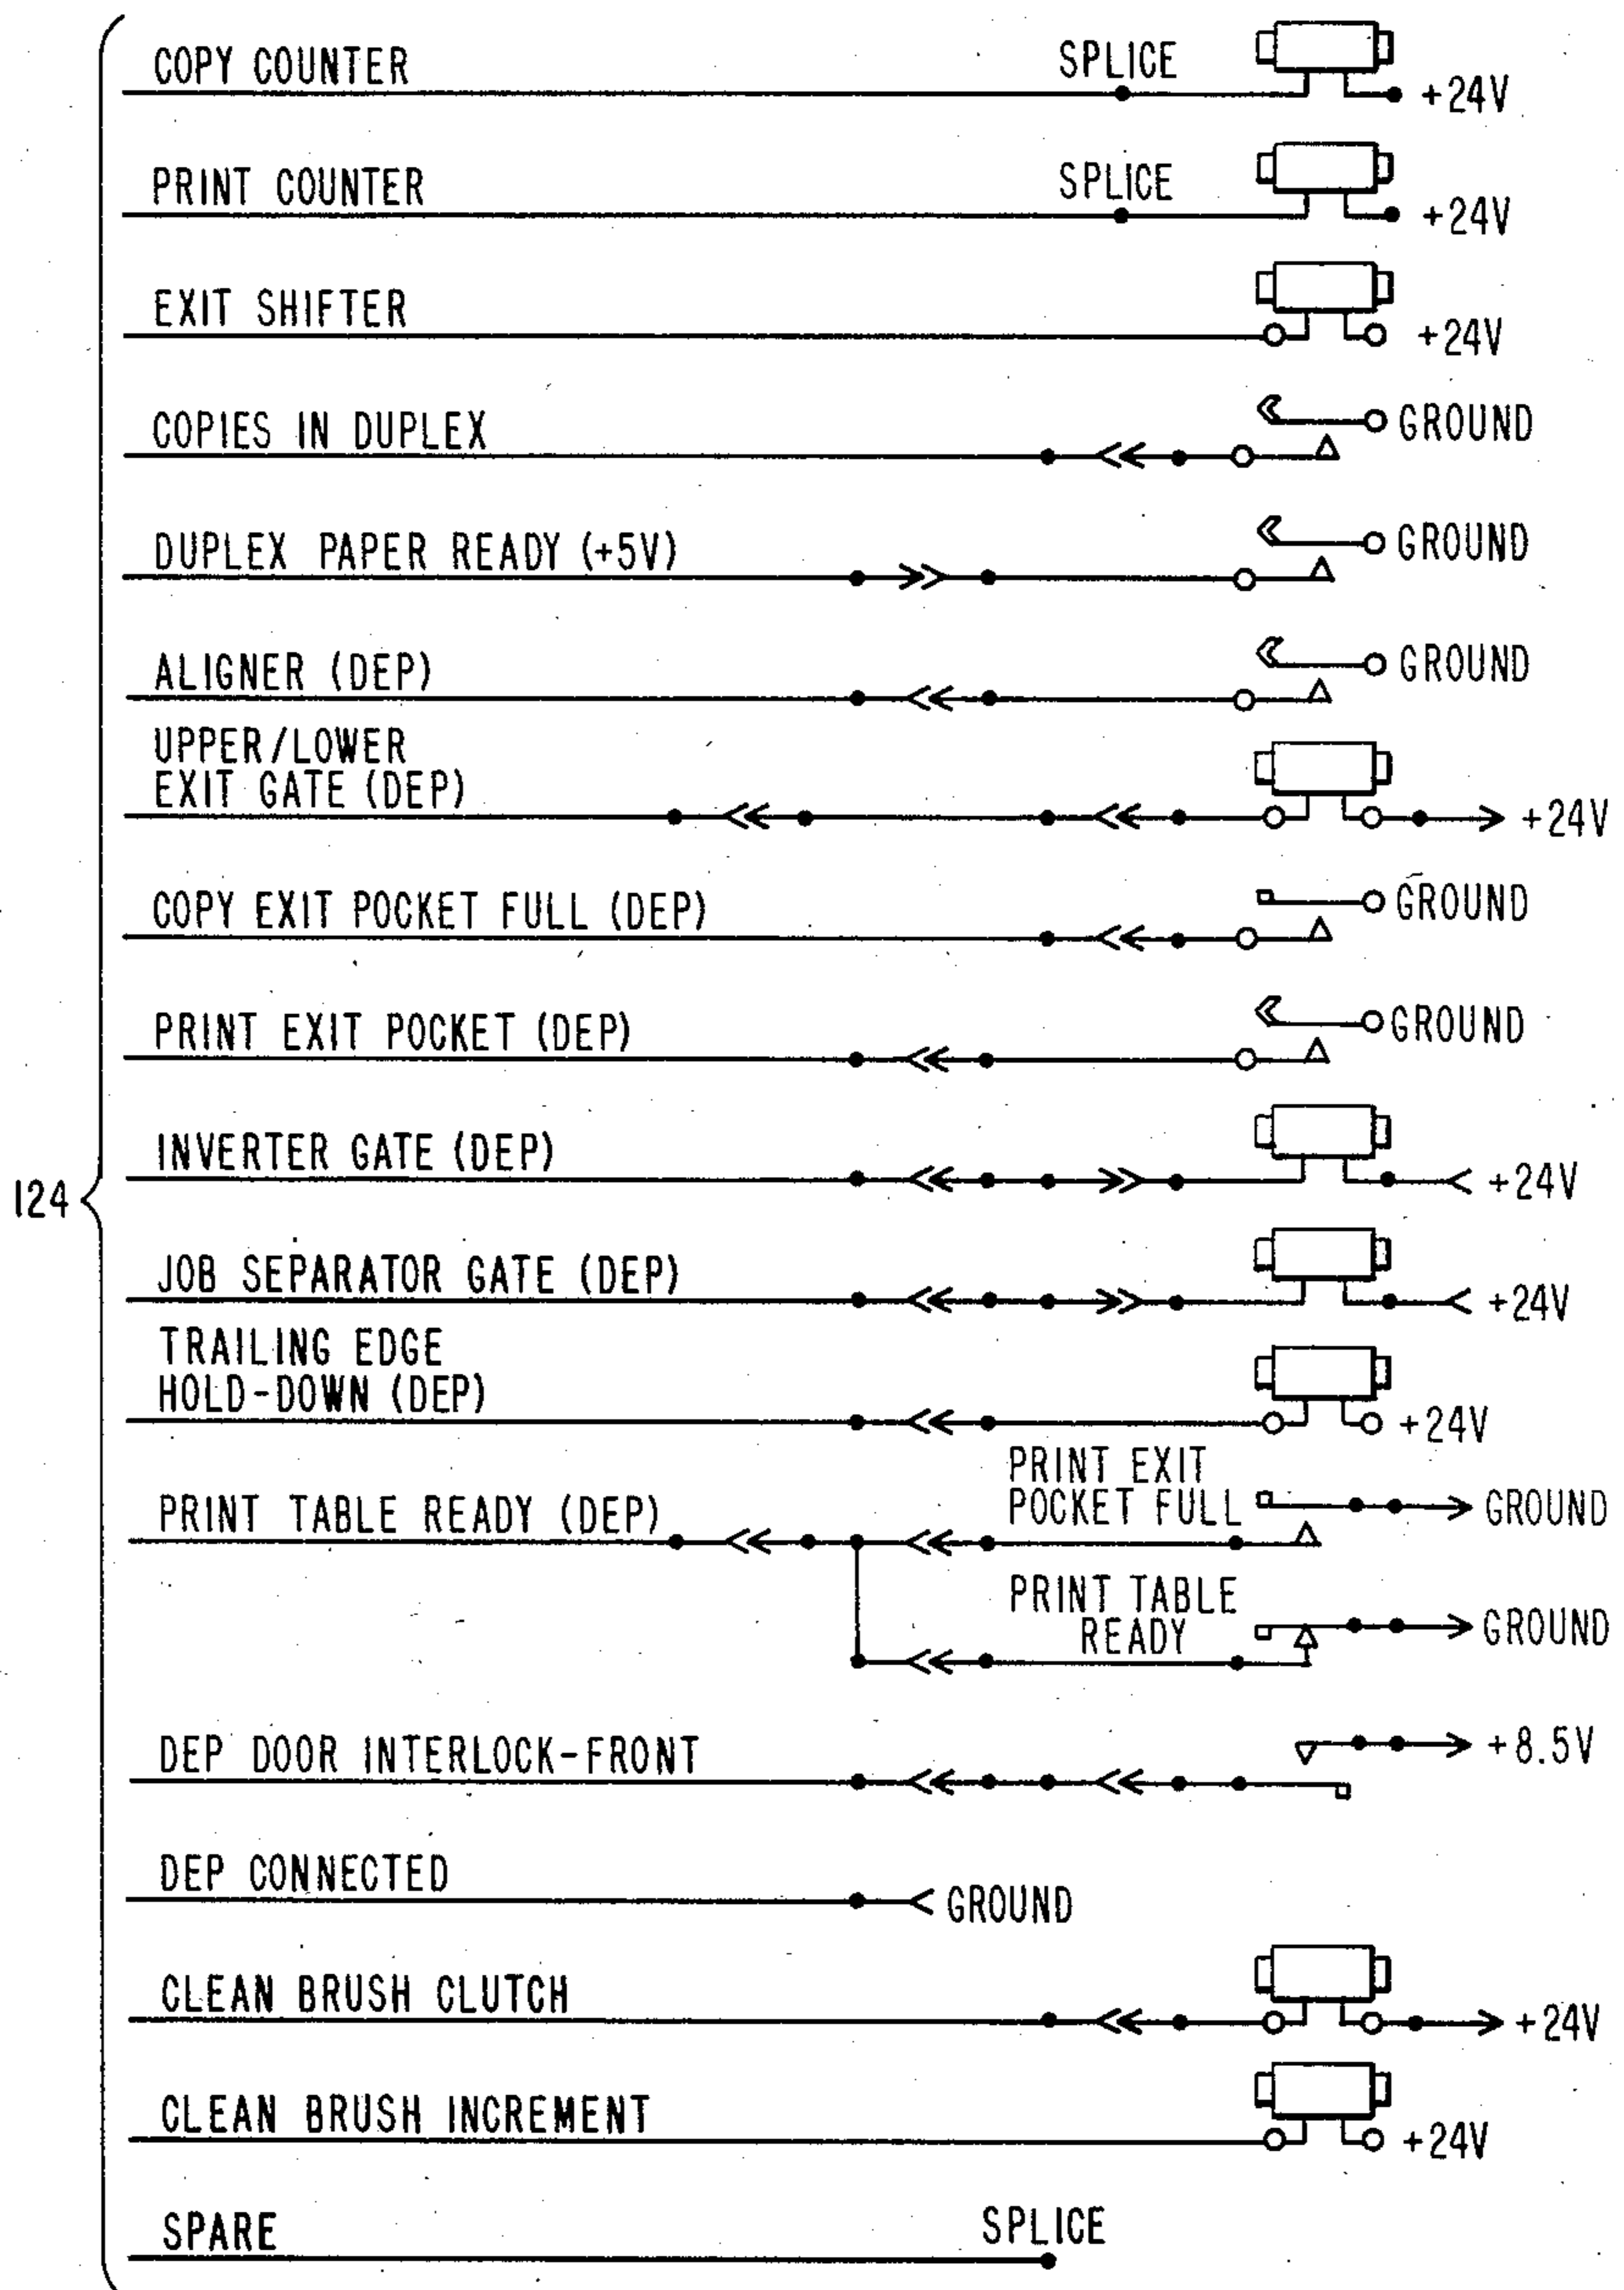 COPY COUNTER SPLICE +24V
PRINT COUNTER SPLICE +24V
EXIT SHIFTER +24V
COPIES IN DUPLEX GROUND
DUPLEX PAPER READY (+5V) GROUND
ALIGNER (DEP) GROUND
UPPER/LOWER
EXIT GATE (DEP) +24V
COPY EXIT POCKET FULL (DEP) GROUND
PRINT EXIT POCKET (DEP) GROUND
INVERTER GATE (DEP) +24V
124
JOB SEPARATOR GATE (DEP) +24V
TRAILING EDGE
HOLD-DOWN (DEP) +24V
PRINT EXIT
PRINT TABLE READY (DEP) POCKET FULL GROUND
PRINT TABLE
READY GROUND
DEP DOOR INTERLOCK-FRONT +8.5V
DEP CONNECTED GROUND
CLEAN BRUSH CLUTCH +24V
CLEAN BRUSH INCREMENT +24V
SPARE SPLICE